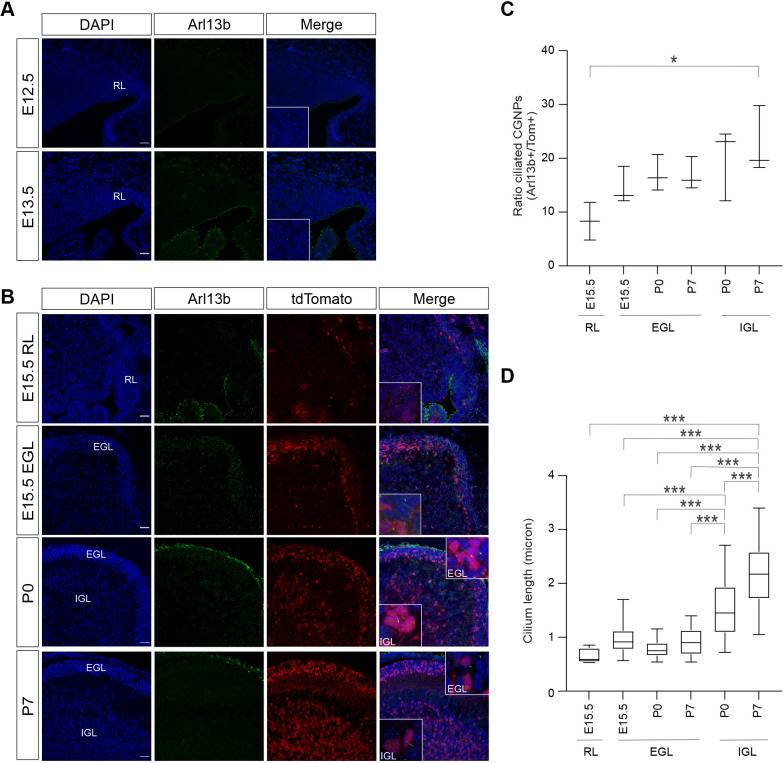 A
DAPI Arl13b Merge
E12.5
RL
E13.5
RL
B
DAPI Arl13b tdTomato Merge
E15.5 RL
RL
E15.5 EGL
EGL
P0
EGL
IGL
EGL
IGL
P7
EGL
IGL
EGL
IGL
C
Ratio ciliated CGNPs
(Arl13b+/Tom+)
40
30
20
10
0
*
E15.5 E15.5 P0 P7 P0 P7
RL EGL IGL
D
Cilium length (micron)
4
3
2
1
0
***
***
***
***
***
***
***
***
E15.5 E15.5 P0 P7 P0 P7
RL EGL IGL